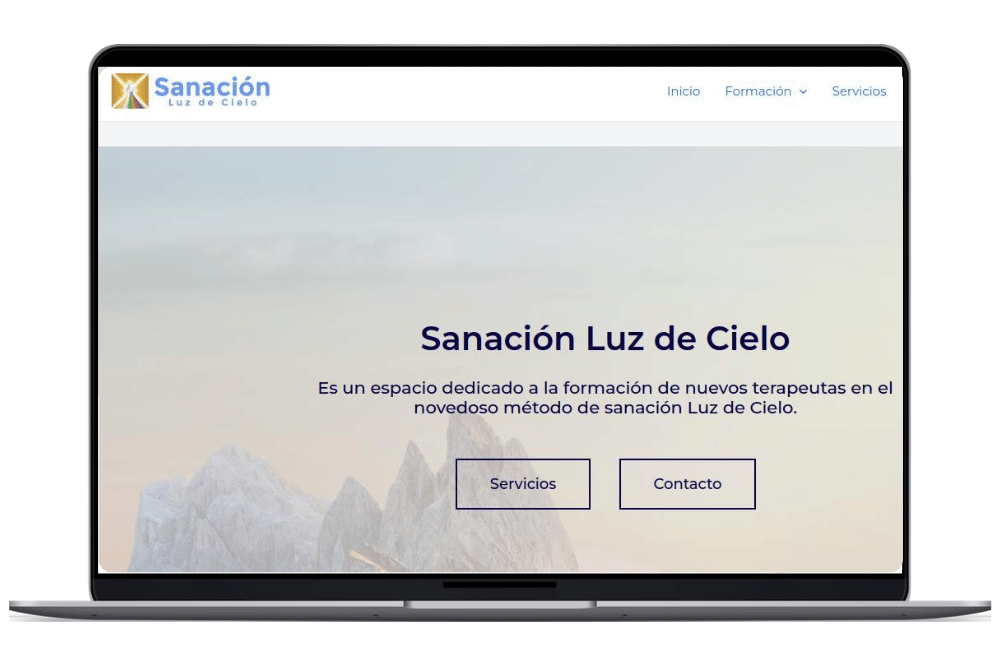 Sanación
Luz de Cielo
Inicio
Formación
Servicios
Sanación Luz de Cielo
Es un espacio dedicado a la formación de nuevos terapeutas en el
novedoso método de sanación Luz de Cielo.
Servicios
Contacto